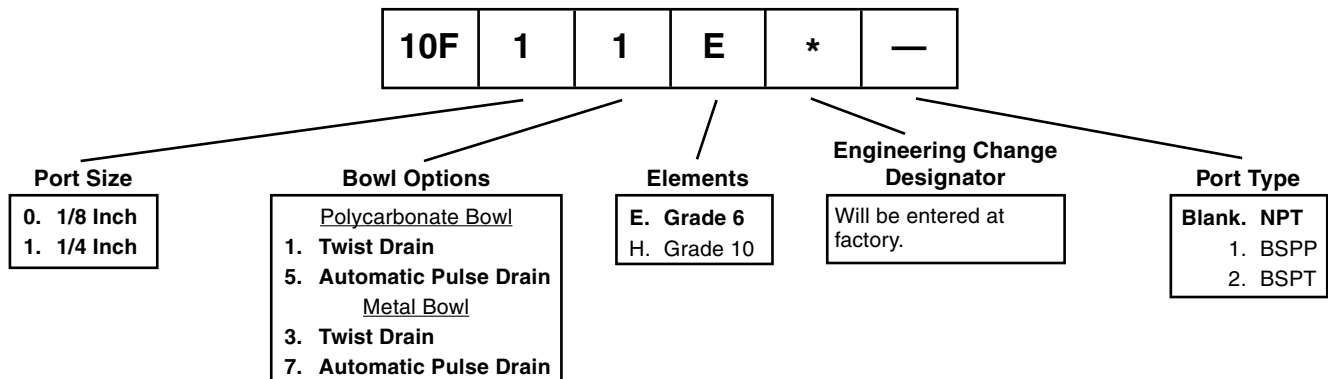 10F 1 1 E * —
Port Size
0. 1/8 Inch
1. 1/4 Inch
Bowl Options
Polycarbonate Bowl
1. Twist Drain
5. Automatic Pulse Drain
Metal Bowl
3. Twist Drain
7. Automatic Pulse Drain
Elements
E. Grade 6
H. Grade 10
Engineering Change
Designator
Will be entered at
factory.
Port Type
Blank. NPT
1. BSPP
2. BSPT